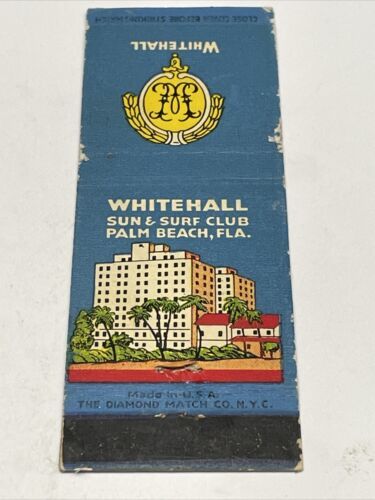 CLOSE COVER BEFORE STRIKING MATCH
WHITEHALL
WHITEHALL
SUN & SURF CLUB
PALM BEACH, FLA.
Made in U.S.A.
THE DIAMOND MATCH CO. N.Y.C.